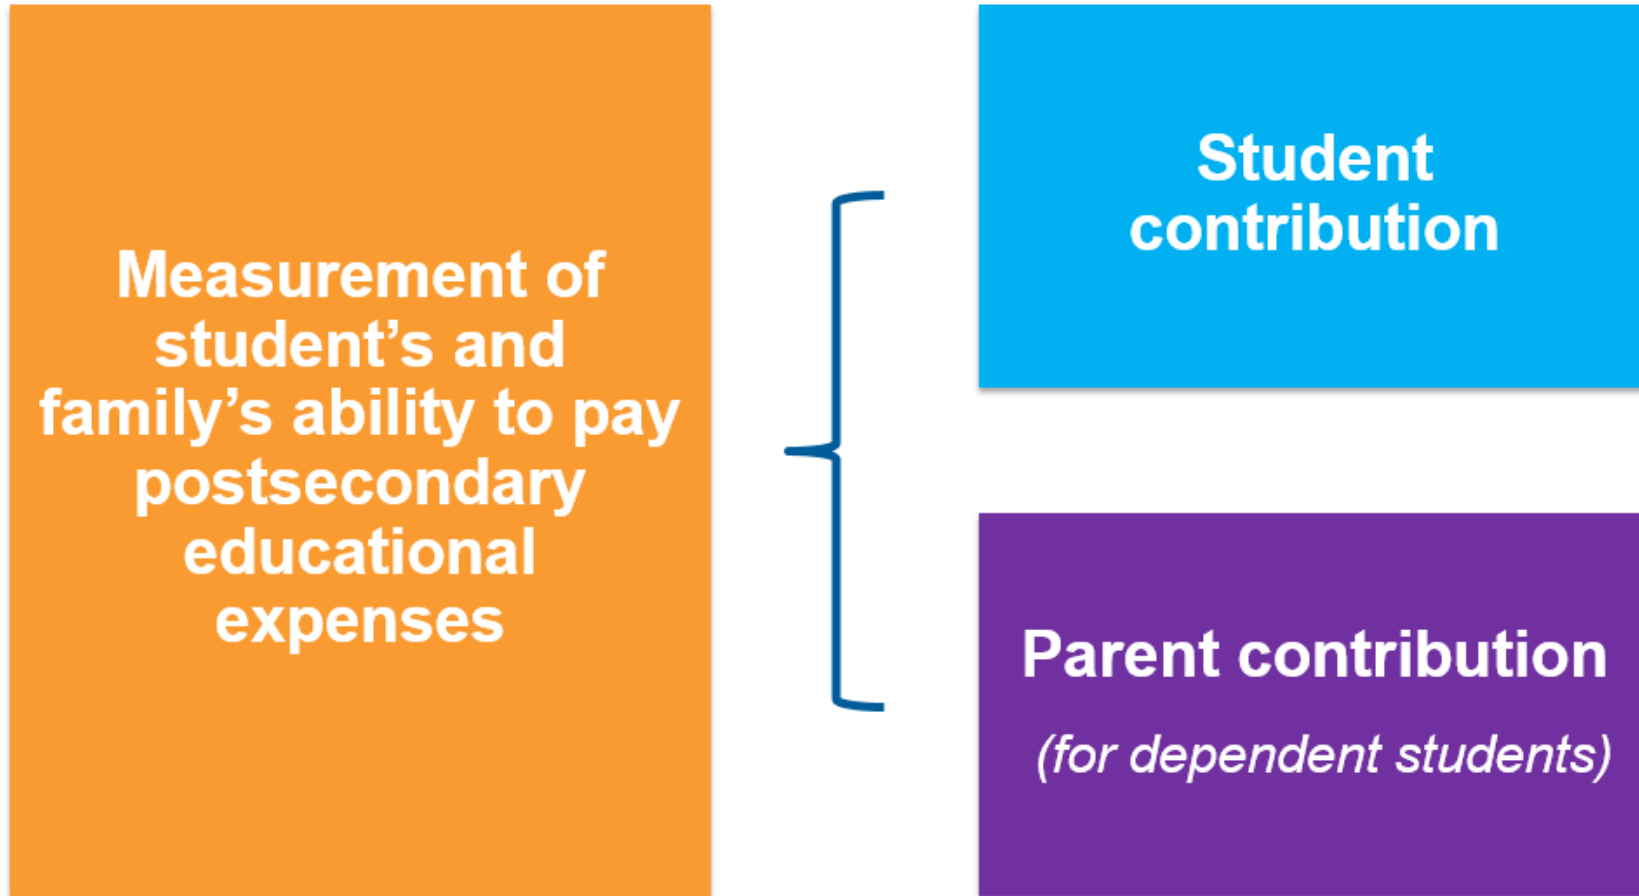 Measurement of
student’s and
family’s ability to pay
postsecondary
educational
expenses
Student
contribution
Parent contribution
(for dependent students)